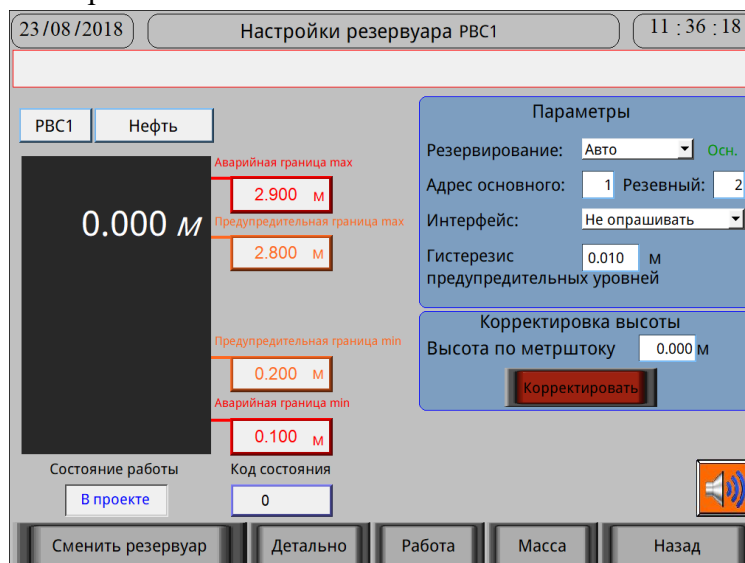 23/08/2018
Настройки резервуара РВС1
11 : 36 : 18
РВС1
Нефть
0.000 м
Аварийная граница max
2.900 м
Предупредительная граница max
2.800 м
Предупредительная граница min
0.200 м
Аварийная граница min
0.100 м
Состояние работы
В проекте
Код состояния
0
Параметры
Резервирование: Авто Осн.
Адрес основного: 1 Резевный: 2
Интерфейс: Не опрашивать
Гистерезис 0.010 м
предупредительных уровней
Корректировка высоты
Высота по метрштоку 0.000 м
Корректировать
Сменить резервуар
Детально
Работа
Масса
Назад